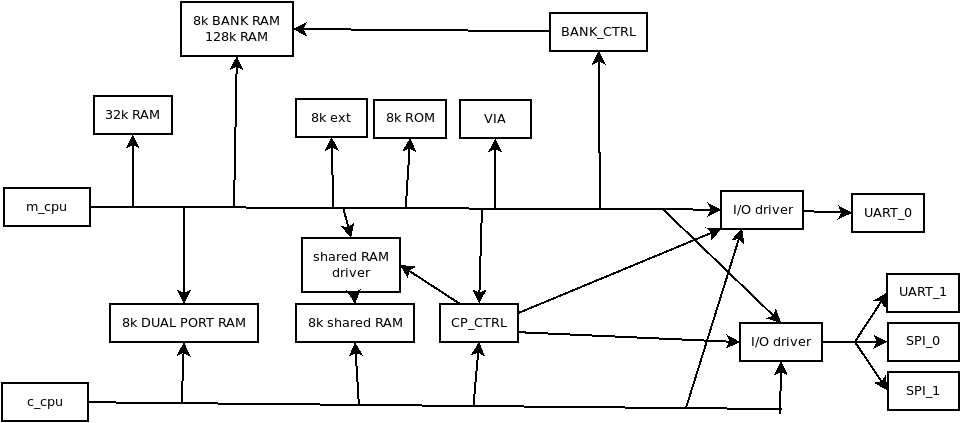 8k BANK RAM
128k RAM
BANK_CTRL
32k RAM
8k ext
8k ROM
VIA
m_cpu
I/O driver
UART_0
shared RAM
driver
8k DUAL PORT RAM
8k shared RAM
CP_CTRL
I/O driver
UART_1
SPI_0
SPI_1
c_cpu